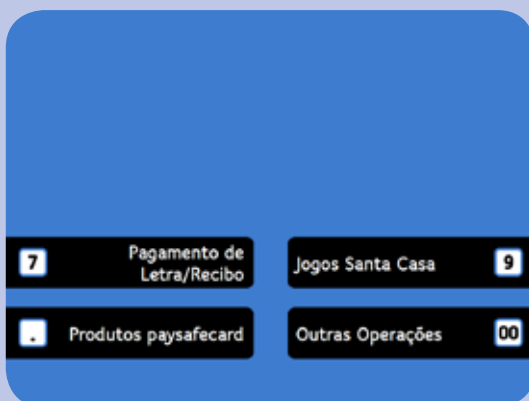 7
Pagamento de
Letra/Recibo
Jogos Santa Casa
9
.
Produtos paysafecard
Outras Operações
00